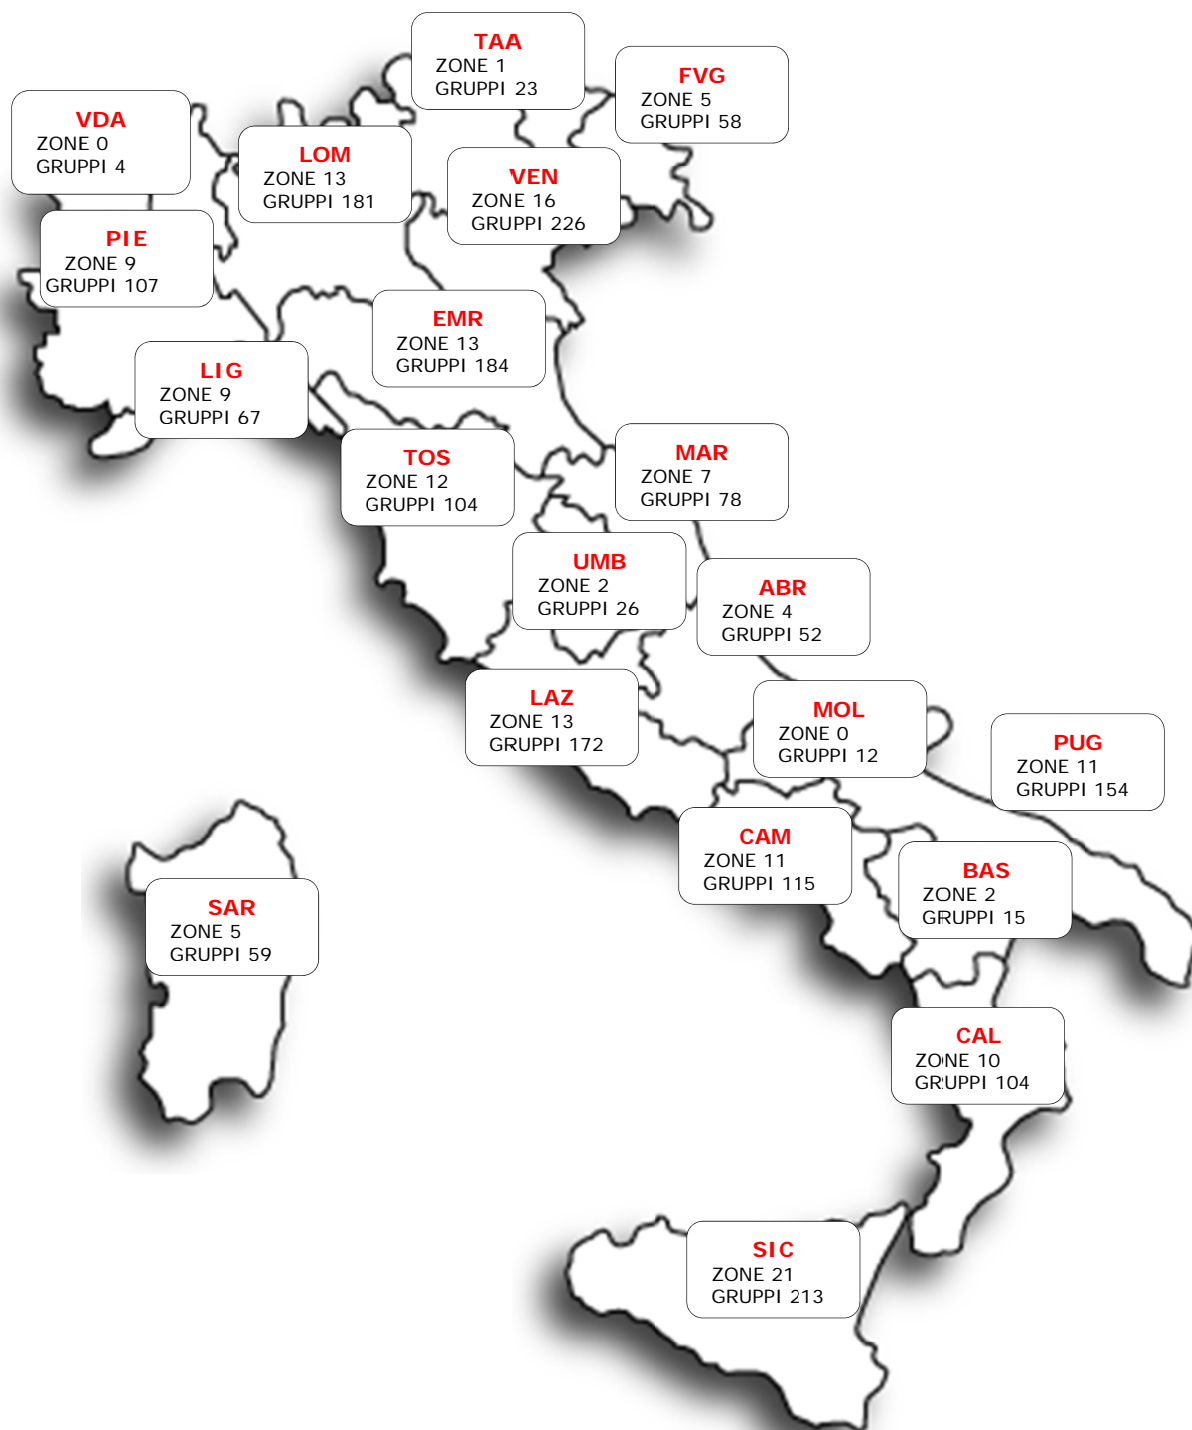 TAA
ZONE 1
GRUPPI 23
FVG
ZONE 5
GRUPPI 58
VDA
ZONE 0
GRUPPI 4
LOM
ZONE 13
GRUPPI 181
VEN
ZONE 16
GRUPPI 226
PIE
ZONE 9
GRUPPI 107
EMR
ZONE 13
GRUPPI 184
LIG
ZONE 9
GRUPPI 67
TOS
ZONE 12
GRUPPI 104
MAR
ZONE 7
GRUPPI 78
UMB
ZONE 2
GRUPPI 26
ABR
ZONE 4
GRUPPI 52
LAZ
ZONE 13
GRUPPI 172
MOL
ZONE 0
GRUPPI 12
PUG
ZONE 11
GRUPPI 154
CAM
ZONE 11
GRUPPI 115
BAS
ZONE 2
GRUPPI 15
SAR
ZONE 5
GRUPPI 59
CAL
ZONE 10
GRUPPI 104
SIC
ZONE 21
GRUPPI 213